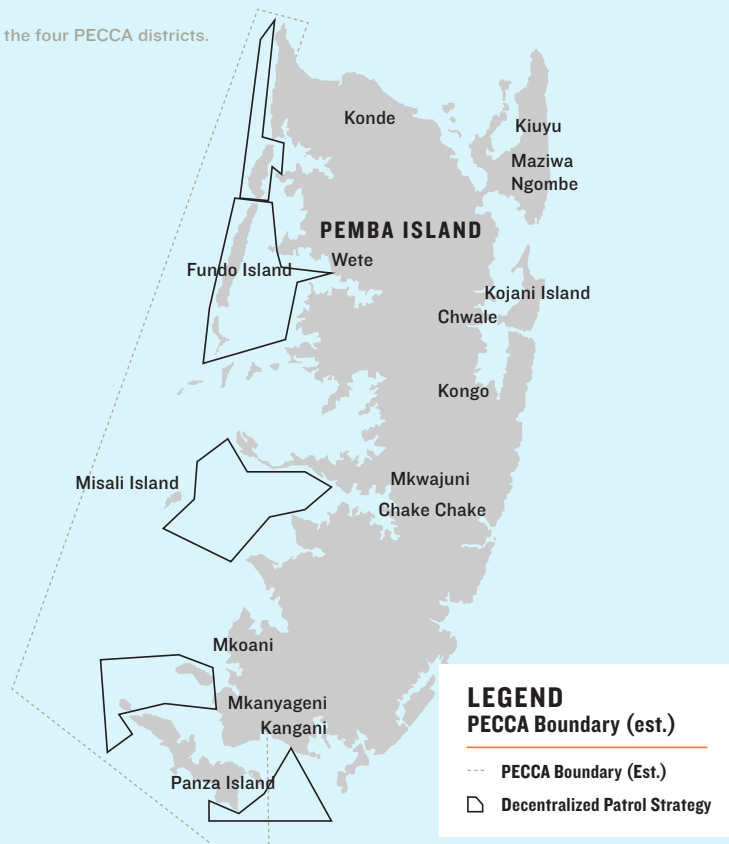 the four PECCA districts.
Konde
Kiuyu
Maziwa
Ngombe
PEMBA ISLAND
Wete
Fundo Island
Kojani Island
Chwale
Kongo
Misali Island
Mkwajuni
Chake Chake
Mkoani
Mkanyageni
Kangani
Panza Island
LEGEND
PECCA Boundary (est.)
PECCA Boundary (Est.)
Decentralized Patrol Strategy